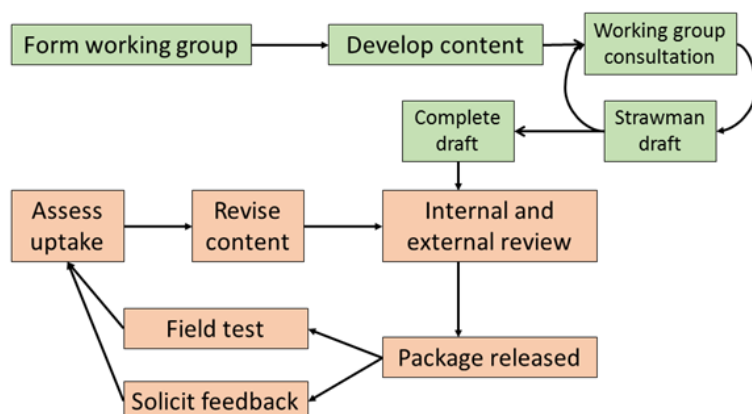 Form working group
Develop content
Working group
consultation
Strawman
draft
Complete
draft
Internal and
external review
Package released
Field test
Solicit feedback
Assess
uptake
Revise
content